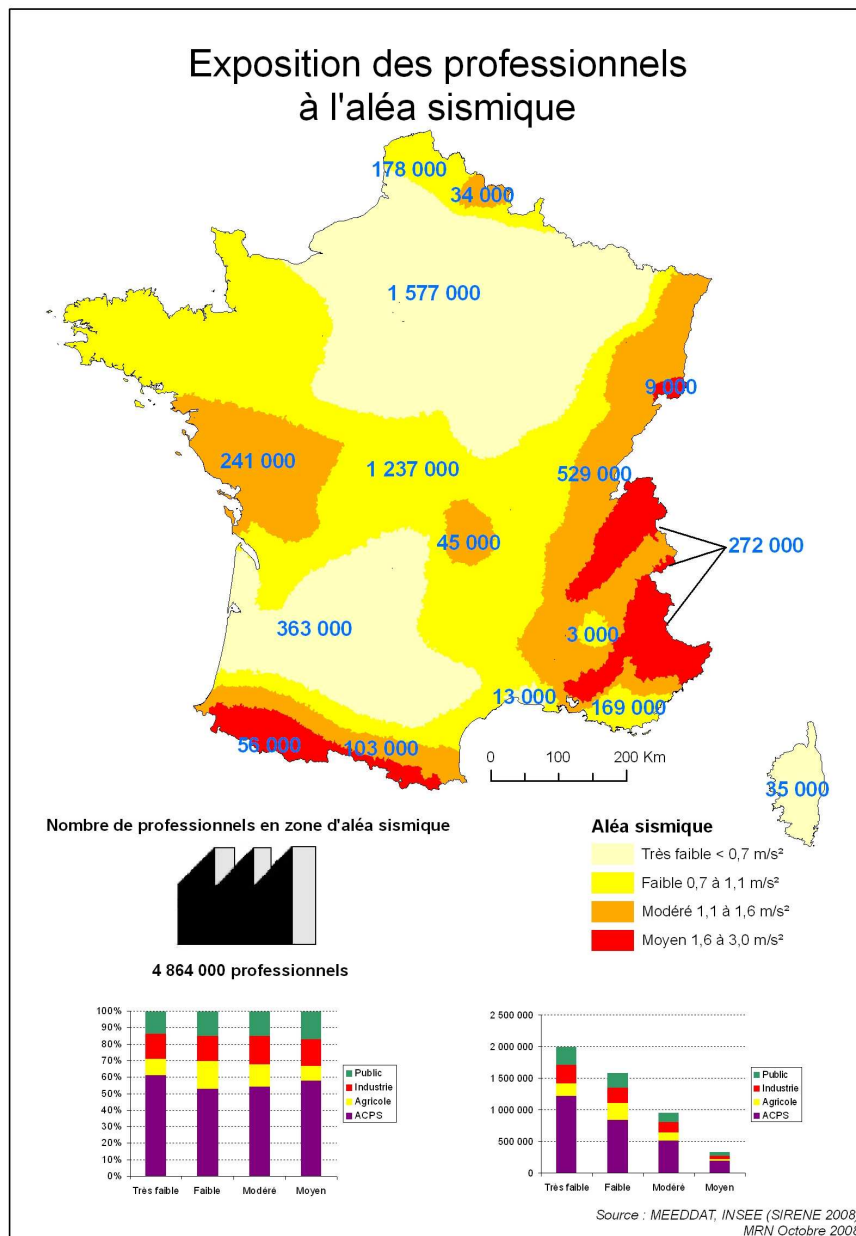 Exposition des professionnels
à l'aléa sismique
178 000
34 000
1 577 000
9 000
241 000
1 237 000
529 000
45 000
272 000
363 000
3 000
13 000
169 000
56 000
103 000
0 100 200 Km
35 000
Nombre de professionnels en zone d'aléa sismique
4 864 000 professionnels
Aléa sismique
Très faible < 0,7 m/s²
Faible 0,7 à 1,1 m/s²
Modéré 1,1 à 1,6 m/s²
Moyen 1,6 à 3,0 m/s²
100%
90%
80%
70%
60%
50%
40%
30%
20%
10%
0%
Très faible Faible Modéré Moyen
Public
Industrie
Agricole
ACPS
2 500 000
2 000 000
1 500 000
1 000 000
500 000
0
Très faible Faible Modéré Moyen
Public
Industrie
Agricole
ACPS
Source : MEEDDAT, INSEE (SIRENE 2008)
MRN Octobre 2008